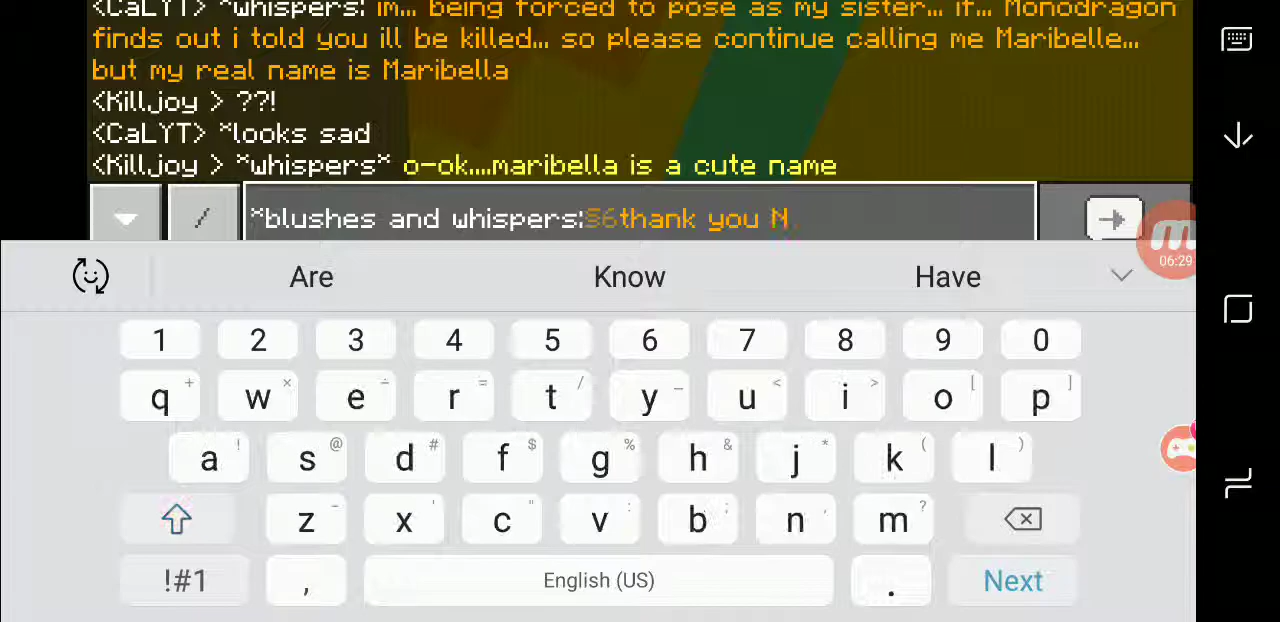 <CaLYT> *whispers: im... being forced to pose as my sister... if... Monodragon
finds out i told you ill be killed... so please continue calling me Maribelle...
but my real name is Maribella
<Killjoy > ??!
<CaLYT> *looks sad
<Killjoy > *whispers* o-ok....maribella is a cute name
/ *blushes and whispers:§6thank you N
06:29
Are Know Have
1 2 3 4 5 6 7 8 9 0
q + w × e ÷ r = t / y _ u < i > o [ p ]
a ! s @ d # f $ g % h & j * k ( l )
z - x ' c " v : b ; n , m ?
!#1 , English (US) . Next